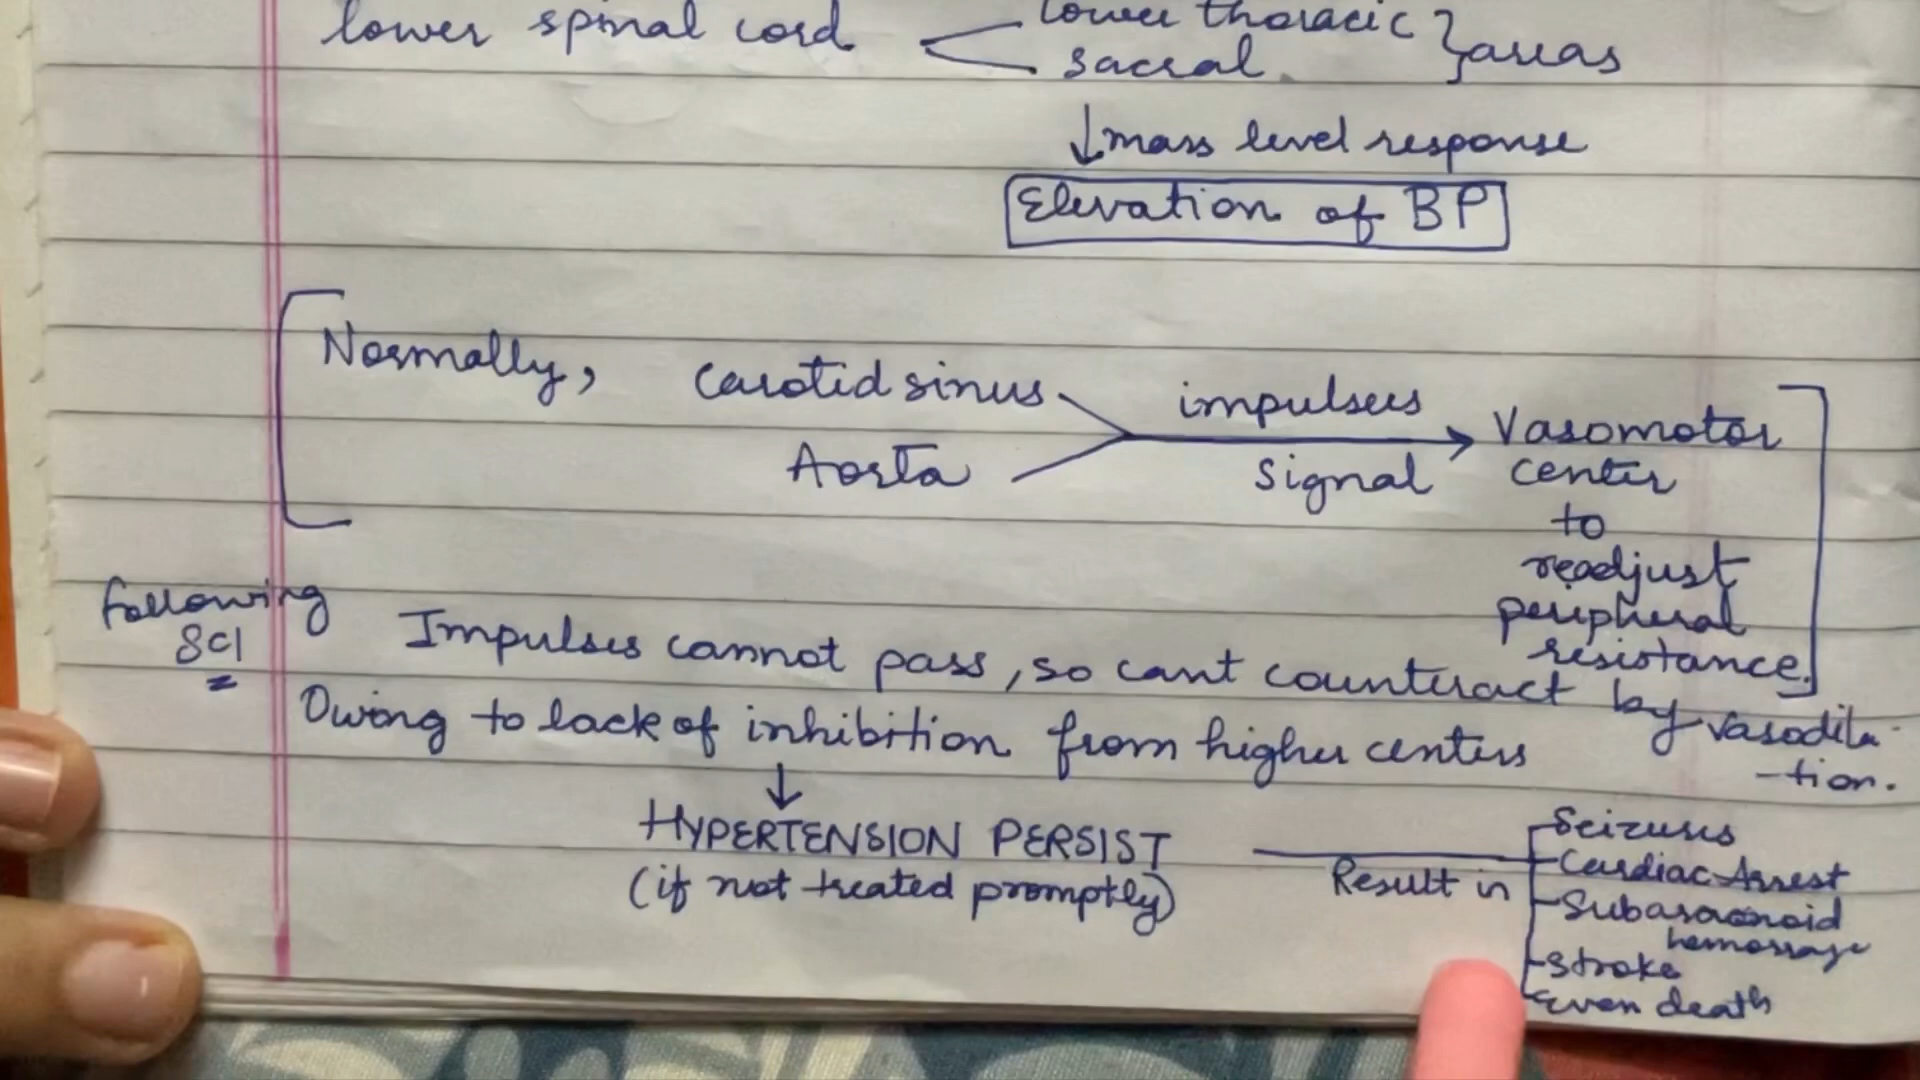 lower spinal cord lower thoracic } areas
sacral
↓ mass level response
Elevation of BP
Normally, Carotid sinus impulses Vasomotor
Aorta signal center
to
readjust
peripheral
resistance.
following
SCI
Impulses cannot pass, so cant counteract by vasodila-
-tion.
Owing to lack of inhibition from higher centers
↓
HYPERTENSION PERSIST
(if not treated promptly)
Result in
Seizures
Cardiac Arrest
Subaracnoid
hemorrage
Stroke
Even death